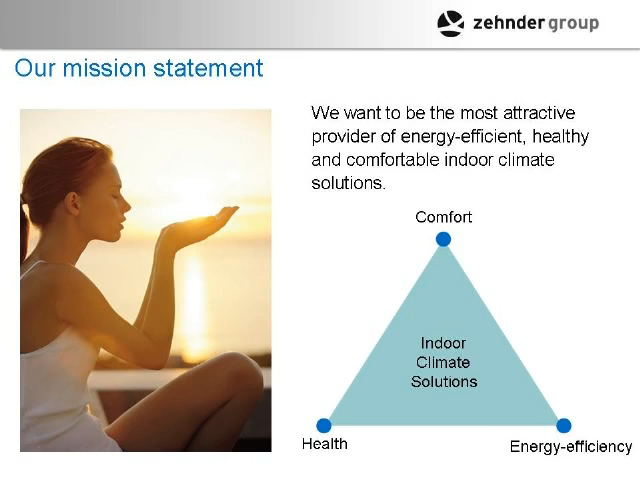 zehnder group
Our mission statement
We want to be the most attractive
provider of energy-efficient, healthy
and comfortable indoor climate
solutions.
Comfort
Indoor
Climate
Solutions
Health
Energy-efficiency